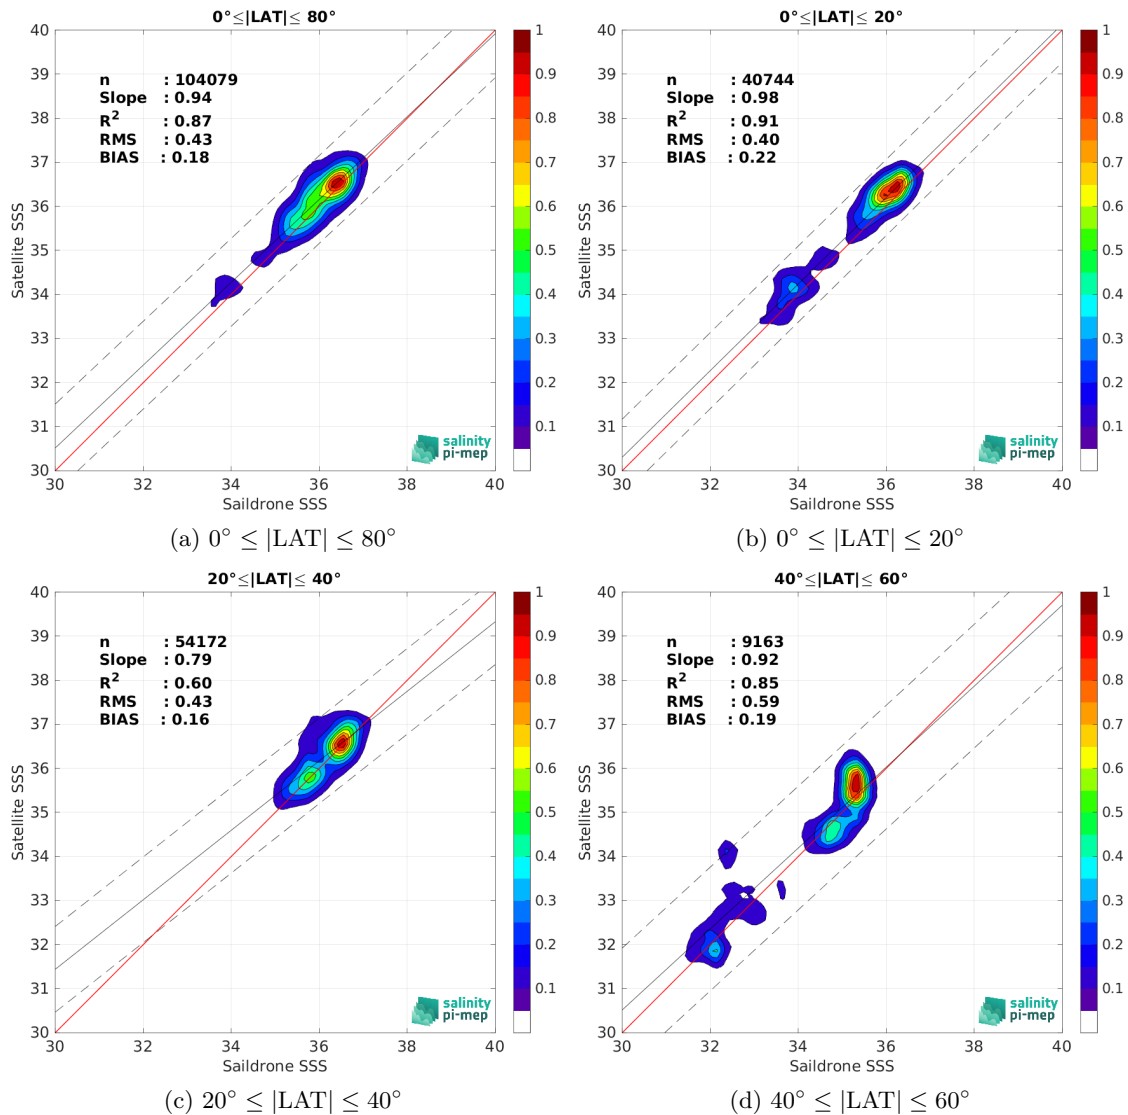 0°≤|LAT|≤ 80°
40
39
38
37
36
35
34
33
32
31
30
Satellite SSS
n : 104079
Slope : 0.94
R² : 0.87
RMS : 0.43
BIAS : 0.18
salinity
pi-mep
30 32 34 36 38 40
Saildrone SSS
1
0.9
0.8
0.7
0.6
0.5
0.4
0.3
0.2
0.1
(a) 0° ≤ |LAT| ≤ 80°
0°≤|LAT|≤ 20°
40
39
38
37
36
35
34
33
32
31
30
Satellite SSS
n : 40744
Slope : 0.98
R² : 0.91
RMS : 0.40
BIAS : 0.22
salinity
pi-mep
30 32 34 36 38 40
Saildrone SSS
1
0.9
0.8
0.7
0.6
0.5
0.4
0.3
0.2
0.1
(b) 0° ≤ |LAT| ≤ 20°
20°≤|LAT|≤ 40°
40
39
38
37
36
35
34
33
32
31
30
Satellite SSS
n : 54172
Slope : 0.79
R² : 0.60
RMS : 0.43
BIAS : 0.16
salinity
pi-mep
30 32 34 36 38 40
Saildrone SSS
1
0.9
0.8
0.7
0.6
0.5
0.4
0.3
0.2
0.1
(c) 20° ≤ |LAT| ≤ 40°
40°≤|LAT|≤ 60°
40
39
38
37
36
35
34
33
32
31
30
Satellite SSS
n : 9163
Slope : 0.92
R² : 0.85
RMS : 0.59
BIAS : 0.19
salinity
pi-mep
30 32 34 36 38 40
Saildrone SSS
1
0.9
0.8
0.7
0.6
0.5
0.4
0.3
0.2
0.1
(d) 40° ≤ |LAT| ≤ 60°